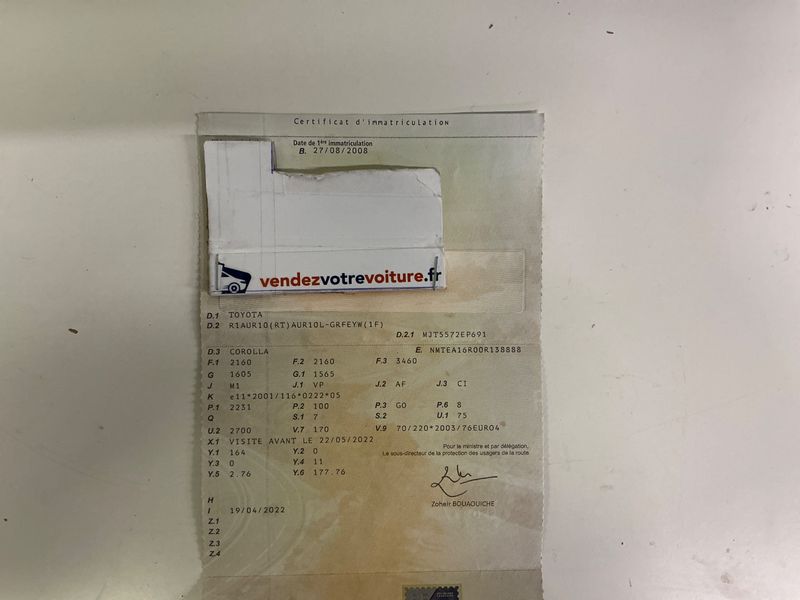 Certificat d'immatriculation
Date de 1ère immatriculation
B. 27/08/2008
vendezvotrevoiture.fr
D.1 TOYOTA
D.2 R1AUR10(RT)AUR10L-GRFEYW(1F)
D.2.1 MJT5572EP691
D.3 COROLLA E. NMTEA16R00R138888
F.1 2160 F.2 2160 F.3 3460
G 1605 G.1 1565
J M1 J.1 VP J.2 AF J.3 CI
K e11*2001/116*0222*05
P.1 2231 P.2 100 P.3 GO P.6 8
Q S.1 7 S.2 U.1 75
U.2 2700 V.7 170 V.9 70/220*2003/76EURO4
X.1 VISITE AVANT LE 22/05/2022
Pour le ministre et par délégation,
Le sous-directeur de la protection des usagers de la route
Y.1 164 Y.2 0
Y.3 0 Y.4 11
Y.5 2.76 Y.6 177.76
Zoheir BOUAOUICHE
H
I 19/04/2022
Z.1
Z.2
Z.3
Z.4